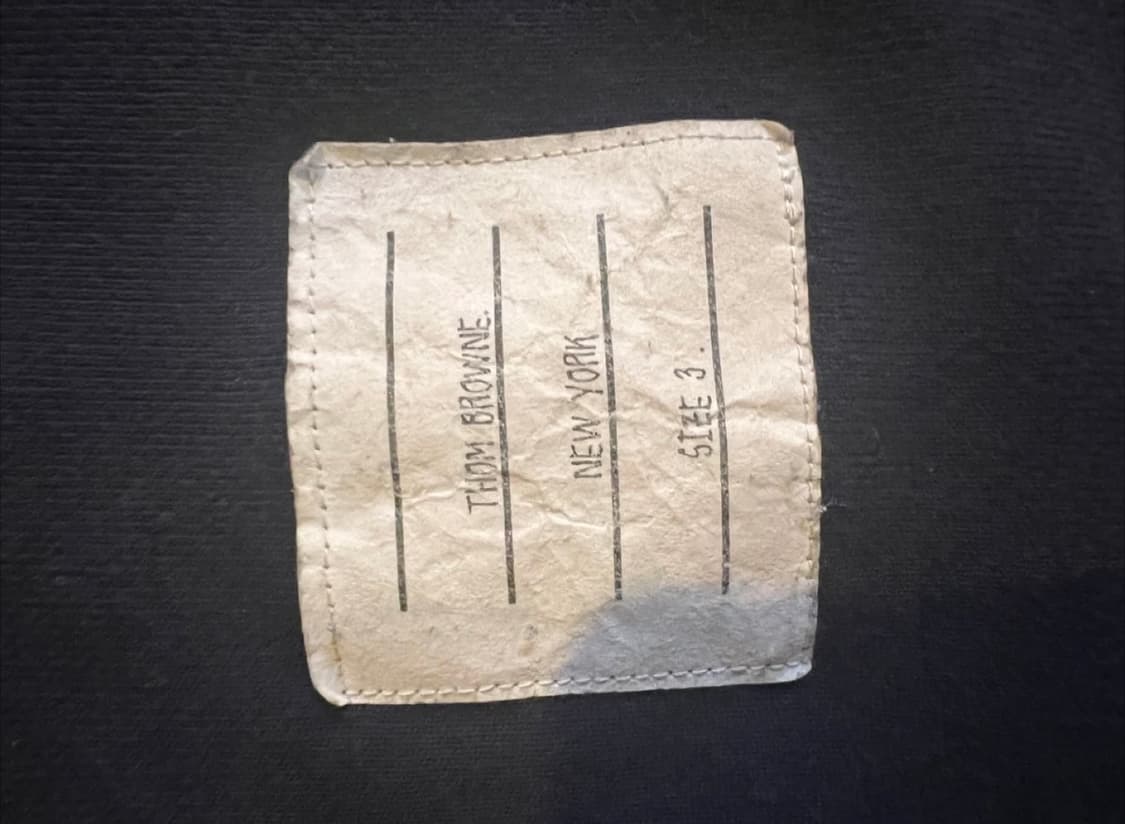 THOM BROWNE.
NEW YORK
SIZE 3.